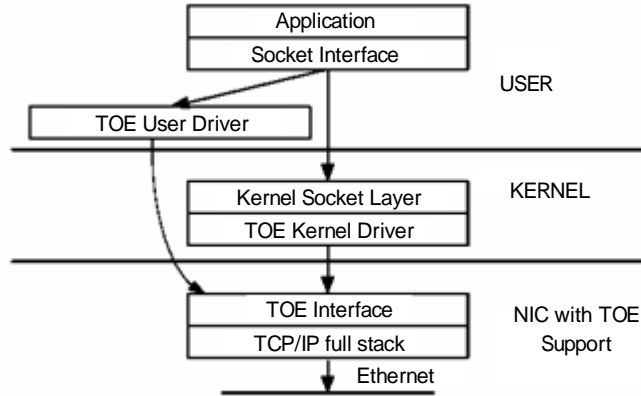 Application
Socket Interface
USER
TOE User Driver
Kernel Socket Layer
KERNEL
TOE Kernel Driver
TOE Interface
NIC with TOE
TCP/IP full stack
Support
Ethernet